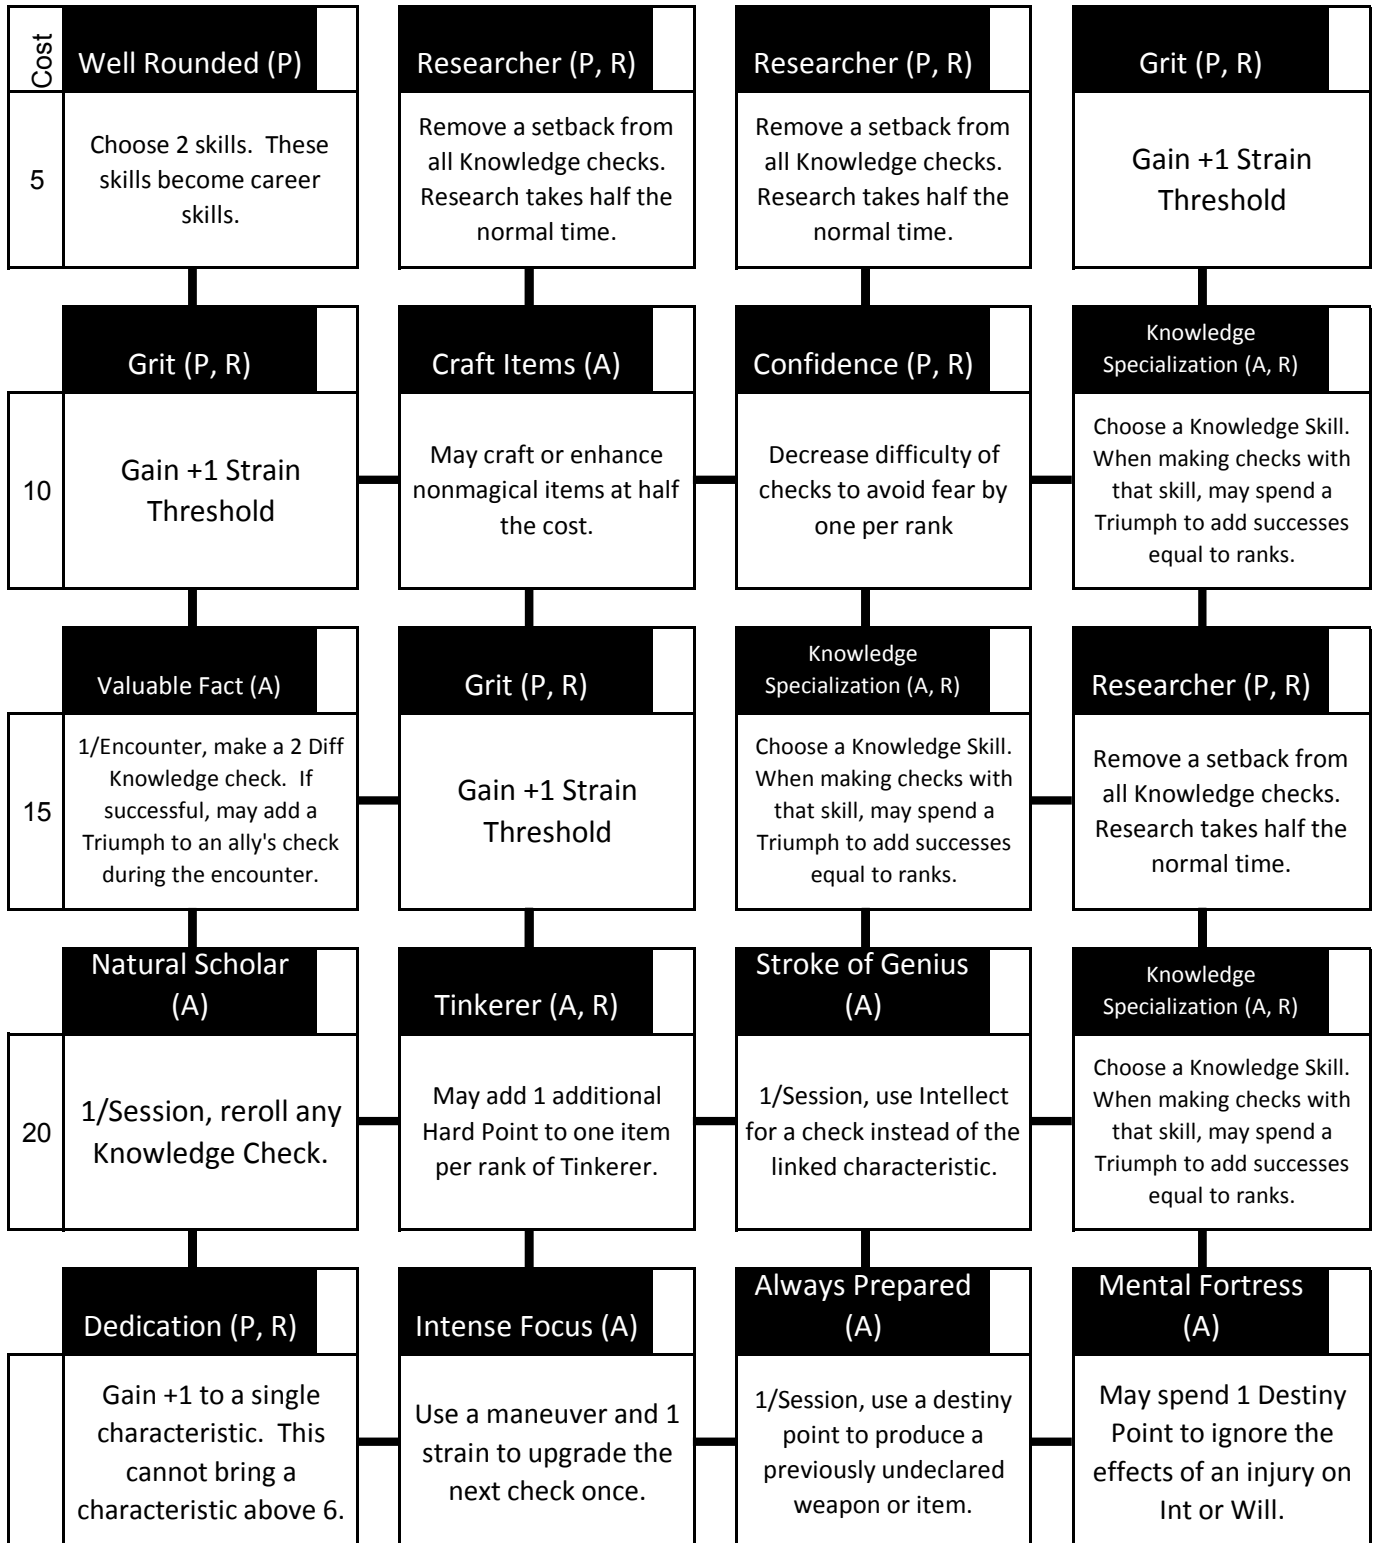 Cost
Well Rounded (P)
Researcher (P, R)
Researcher (P, R)
Grit (P, R)
5
Choose 2 skills.  These
skills become career
skills.
Remove a setback from
all Knowledge checks.
Research takes half the
normal time.
Remove a setback from
all Knowledge checks.
Research takes half the
normal time.
Gain +1 Strain
Threshold
Grit (P, R)
Craft Items (A)
Confidence (P, R)
Knowledge
Specialization (A, R)
10
Gain +1 Strain
Threshold
May craft or enhance
nonmagical items at half
the cost.
Decrease difficulty of
checks to avoid fear by
one per rank
Choose a Knowledge Skill.
When making checks with
that skill, may spend a
Triumph to add successes
equal to ranks.
Valuable Fact (A)
Grit (P, R)
Knowledge
Specialization (A, R)
Researcher (P, R)
15
1/Encounter, make a 2 Diff
Knowledge check.  If
successful, may add a
Triumph to an ally's check
during the encounter.
Gain +1 Strain
Threshold
Choose a Knowledge Skill.
When making checks with
that skill, may spend a
Triumph to add successes
equal to ranks.
Remove a setback from
all Knowledge checks.
Research takes half the
normal time.
Natural Scholar
(A)
Tinkerer (A, R)
Stroke of Genius
(A)
Knowledge
Specialization (A, R)
20
1/Session, reroll any
Knowledge Check.
May add 1 additional
Hard Point to one item
per rank of Tinkerer.
1/Session, use Intellect
for a check instead of the
linked characteristic.
Choose a Knowledge Skill.
When making checks with
that skill, may spend a
Triumph to add successes
equal to ranks.
Dedication (P, R)
Intense Focus (A)
Always Prepared
(A)
Mental Fortress
(A)
Gain +1 to a single
characteristic.  This
cannot bring a
characteristic above 6.
Use a maneuver and 1
strain to upgrade the
next check once.
1/Session, use a destiny
point to produce a
previously undeclared
weapon or item.
May spend 1 Destiny
Point to ignore the
effects of an injury on
Int or Will.